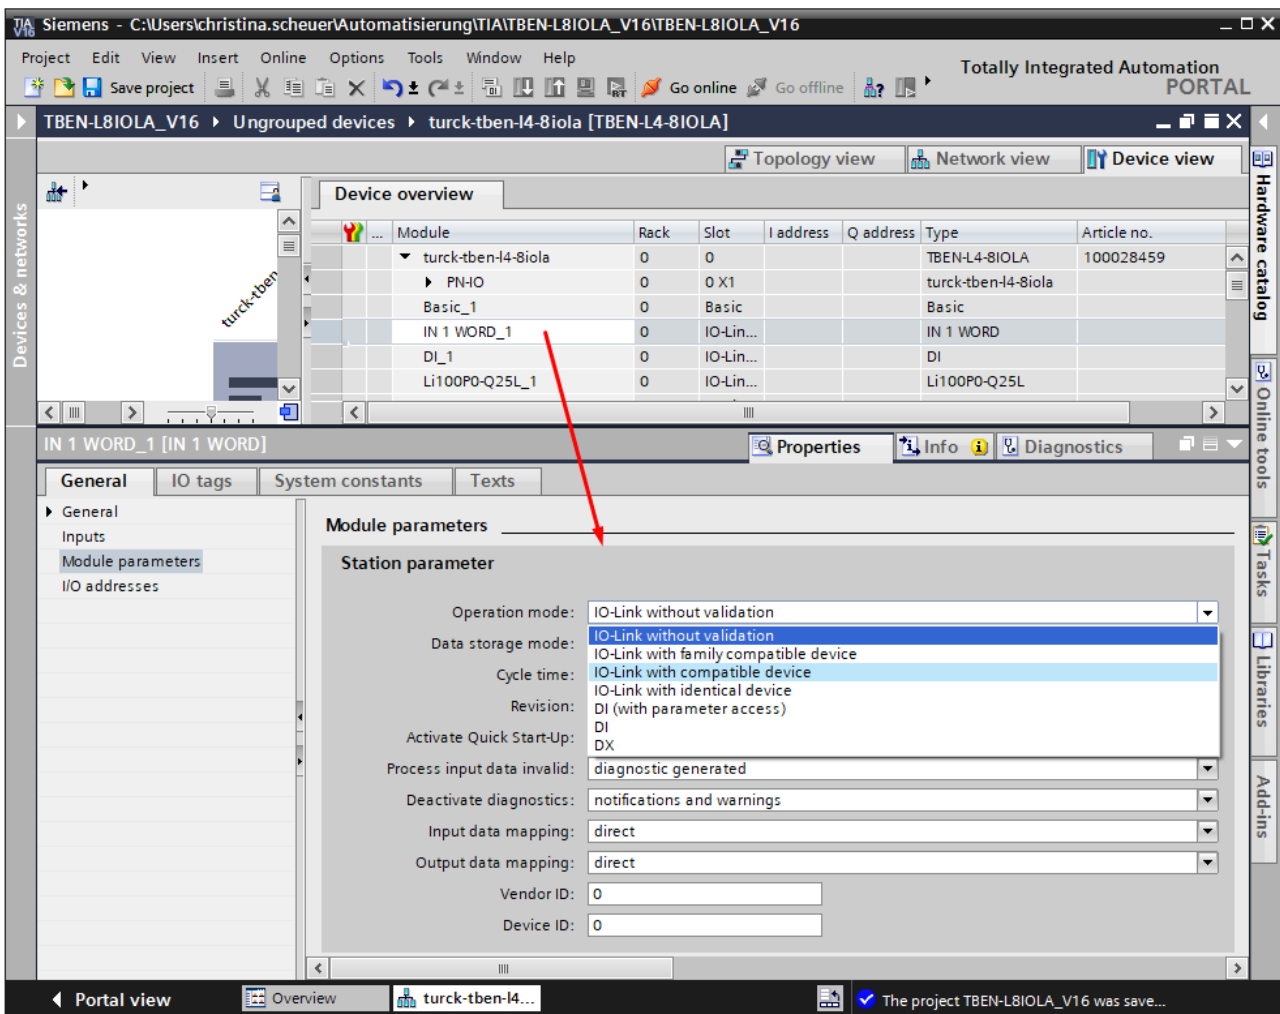 Siemens - C:\Users\christina.scheuer\Automatisierung\TIA\TBEN-L8IOLA_V16\TBEN-L8IOLA_V16
Project Edit View Insert Online Options Tools Window Help
Totally Integrated Automation
PORTAL
Save project Go online Go offline
TBEN-L8IOLA_V16 Ungrouped devices turck-tben-l4-8iola [TBEN-L4-8IOLA]
Topology view Network view Device view
Devices & networks
turck-tben
Device overview
... Module Rack Slot I address Q address Type Article no.
turck-tben-l4-8iola 0 0 TBEN-L4-8IOLA 100028459
PN-IO 0 0 X1 turck-tben-l4-8iola
Basic_1 0 Basic Basic
IN 1 WORD_1 0 IO-Lin... IN 1 WORD
DI_1 0 IO-Lin... DI
Li100P0-Q25L_1 0 IO-Lin... Li100P0-Q25L
IN 1 WORD_1 [IN 1 WORD]
Properties Info Diagnostics
General IO tags System constants Texts
General
Inputs
Module parameters
I/O addresses
Module parameters
Station parameter
Operation mode: IO-Link without validation
IO-Link without validation
IO-Link with family compatible device
IO-Link with compatible device
IO-Link with identical device
DI (with parameter access)
DI
DX
Data storage mode:
Cycle time:
Revision:
Activate Quick Start-Up:
Process input data invalid: diagnostic generated
Deactivate diagnostics: notifications and warnings
Input data mapping: direct
Output data mapping: direct
Vendor ID: 0
Device ID: 0
Hardware catalog
Online tools
Tasks
Libraries
Add-ins
Portal view Overview turck-tben-l4... The project TBEN-L8IOLA_V16 was save...